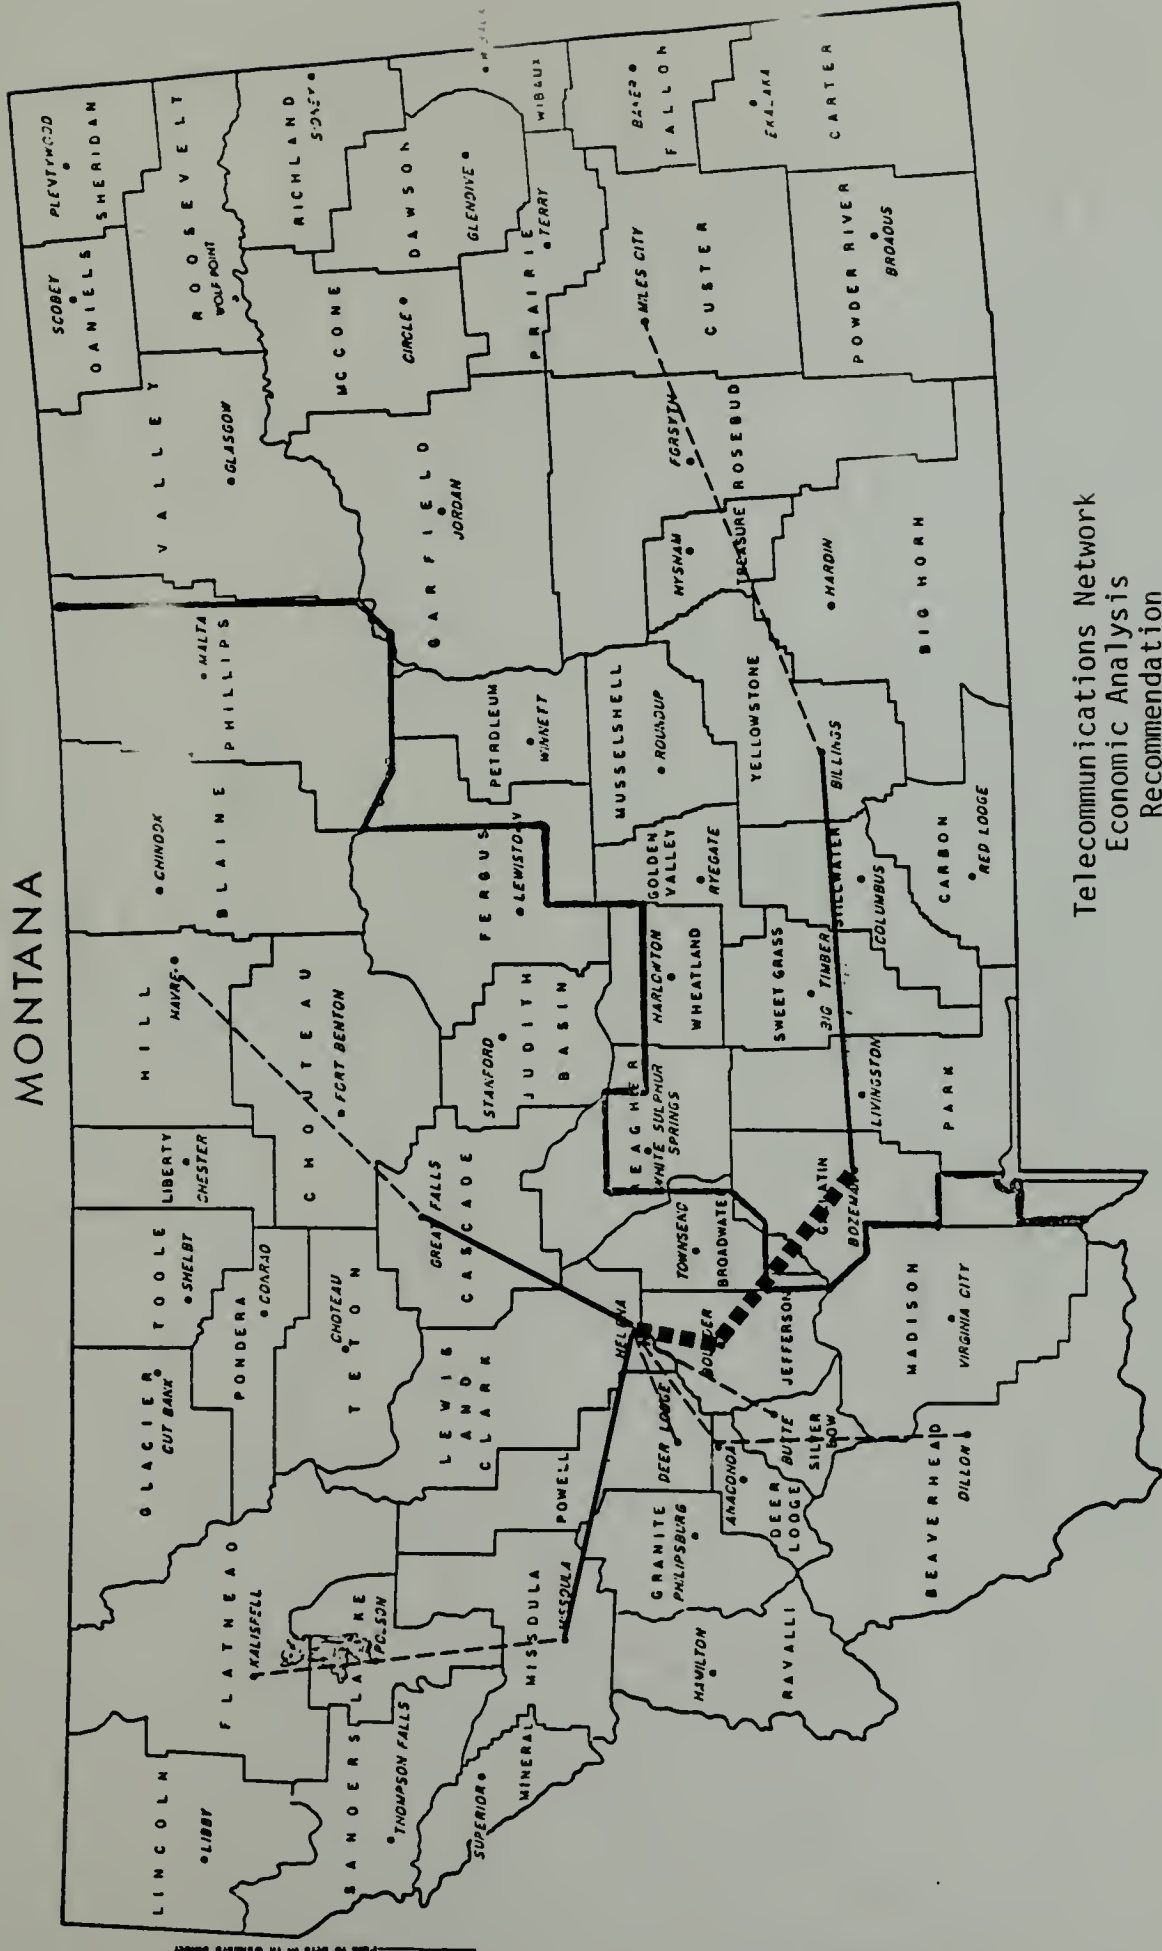 MONTANA
LINCOLN
LIBBY
FLATHEAD
KALISPELL
GLACIER
CUT BANK
TOOLE
SHELBY
LIBERTY
CHESTER
HILL
HAVRE
BLAINE
CHINOOK
PHILLIPS
MALTA
VALLEY
GLASGOW
DANIELS
SCOBEY
SHERIDAN
PLENTYWOOD
ROOSEVELT
WOLF POINT
RICHLAND
SIDNEY
SANDERS
THOMPSON FALLS
LAKE
POLSON
PONDERA
CONRAD
TETON
CHOTEAU
CHOUTEAU
FORT BENTON
MCCONE
CIRCLE
DAWSON
GLENDIVE
WIBAUX
MINERAL
SUPERIOR
MISSOULA
MISSOULA
POWELL
DEER LODGE
LEWIS
AND
CLARK
HELENA
CASCADE
GREAT FALLS
JUDITH
BASIN
STANFORD
FERGUS
LEWISTOWN
PETROLEUM
WINNETT
GARFIELD
JORDAN
PRAIRIE
TERRY
RAVALLI
HAMILTON
GRANITE
PHILIPSBURG
DEER
LODGE
ANACONDA
SILVER
BOW
BUTTE
JEFFERSON
BOULDER
BROADWATER
TOWNSEND
MEAGHER
WHITE SULPHUR
SPRINGS
WHEATLAND
HARLOWTON
GOLDEN
VALLEY
RYEGATE
MUSSELSHELL
ROUNDUP
TREASURE
HYSHAM
ROSEBUD
FORSYTH
CUSTER
MILES CITY
FALLON
BAKER
BEAVERHEAD
DILLON
MADISON
VIRGINIA CITY
GALLATIN
BOZEMAN
PARK
LIVINGSTON
SWEET GRASS
BIG TIMBER
STILLWATER
COLUMBUS
CARBON
RED LODGE
YELLOWSTONE
BILLINGS
BIG HORN
HARDIN
POWDER RIVER
BROADUS
CARTER
EKALAKA
Telecommunications Network
Economic Analysis
Recommendation